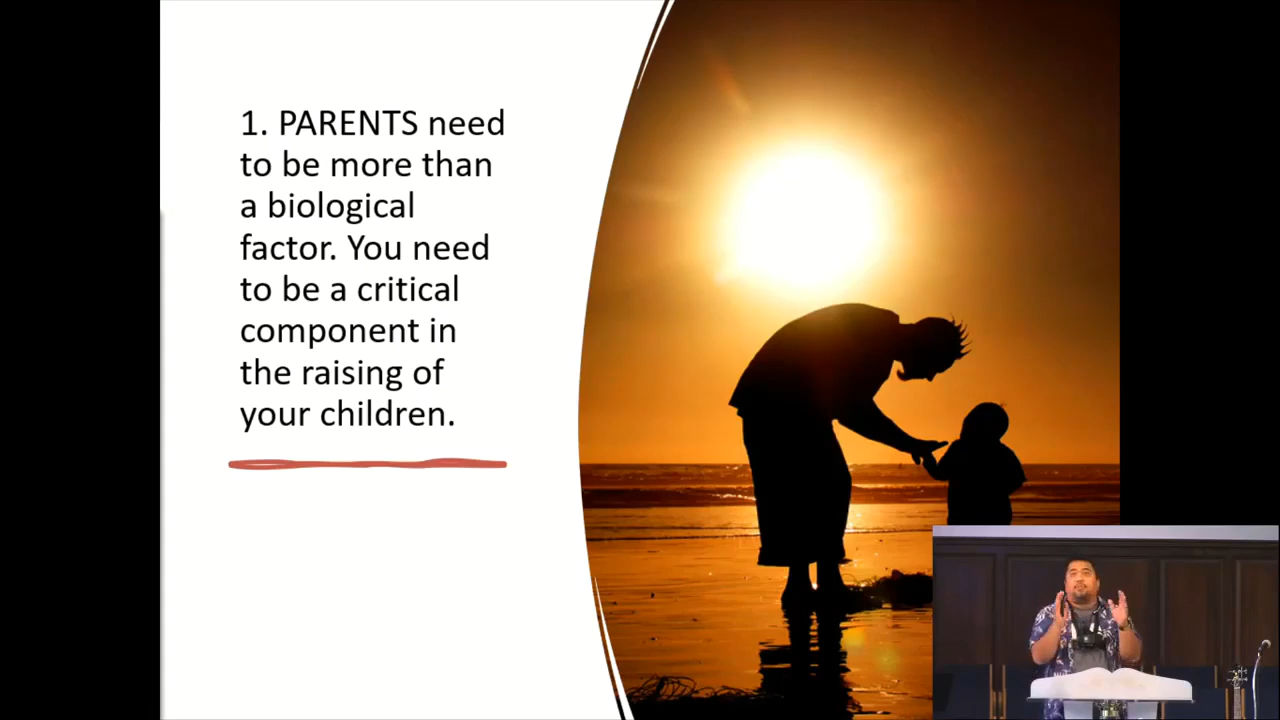 1. PARENTS need
to be more than
a biological
factor. You need
to be a critical
component in
the raising of
your children.